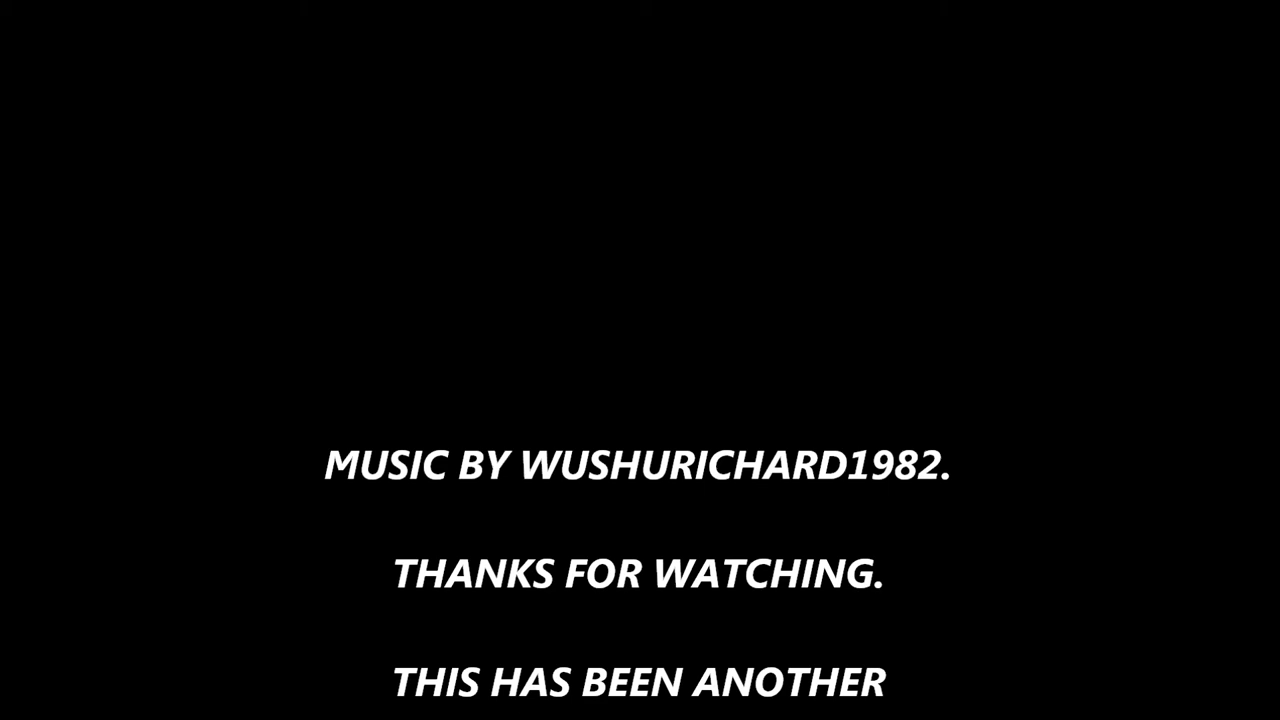 MUSIC BY WUSHURICHARD1982.
THANKS FOR WATCHING.
THIS HAS BEEN ANOTHER